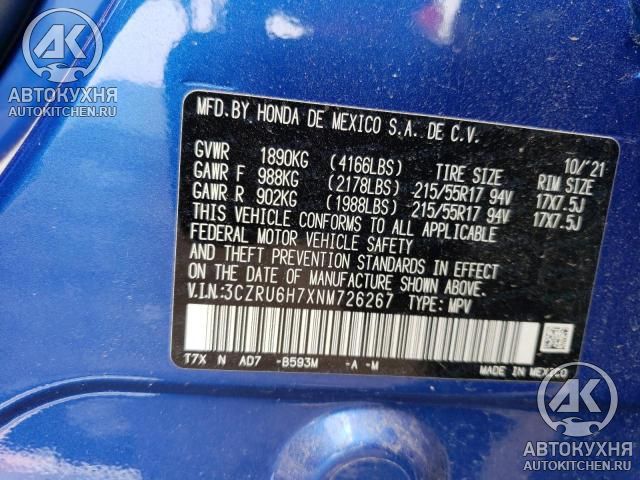 AK
АВТОКУХНЯ
AUTOKITCHEN.RU
MFD.BY HONDA DE MEXICO S.A. DE C.V.
10/'21
GVWR 1890KG (4166LBS) TIRE SIZE RIM SIZE
GAWR F 988KG (2178LBS) 215/55R17 94V 17X7.5J
GAWR R 902KG (1988LBS) 215/55R17 94V 17X7.5J
THIS VEHICLE CONFORMS TO ALL APPLICABLE
FEDERAL MOTOR VEHICLE SAFETY
AND THEFT PREVENTION STANDARDS IN EFFECT
ON THE DATE OF MANUFACTURE SHOWN ABOVE.
V.I.N.:3CZRU6H7XNM726267 TYPE: MPV
T7X N AD7 -B593M -A -M
MADE IN MEXICO
AK
АВТОКУХНЯ
AUTOKITCHEN.RU